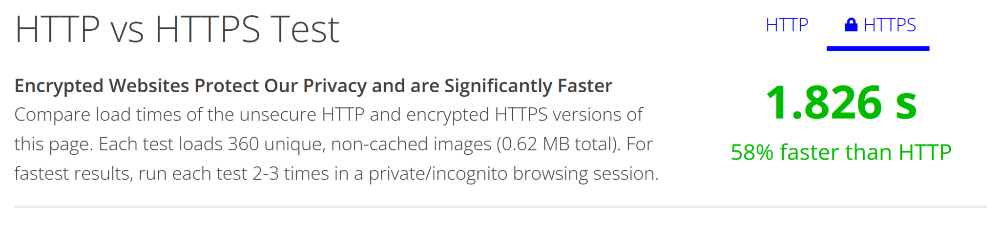 HTTP vs HTTPS Test
HTTP
HTTPS
Encrypted Websites Protect Our Privacy and are Significantly Faster
Compare load times of the unsecure HTTP and encrypted HTTPS versions of
this page. Each test loads 360 unique, non-cached images (0.62 MB total). For
fastest results, run each test 2-3 times in a private/incognito browsing session.
1.826 s
58% faster than HTTP